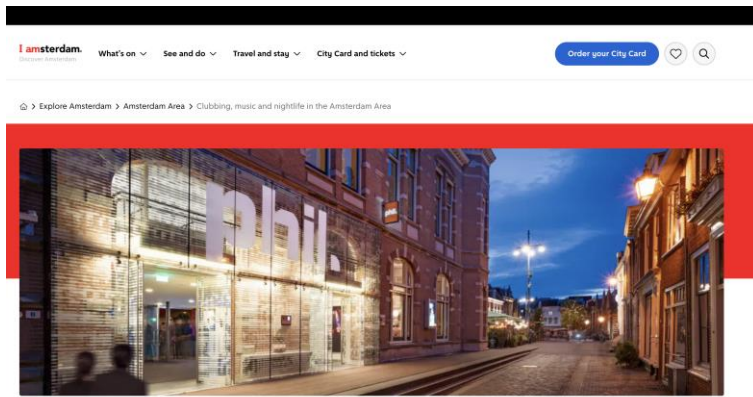 I amsterdam.
Discover Amsterdam
What's on
See and do
Travel and stay
City Card and tickets
Order your City Card
> Explore Amsterdam > Amsterdam Area > Clubbing, music and nightlife in the Amsterdam Area
phil.